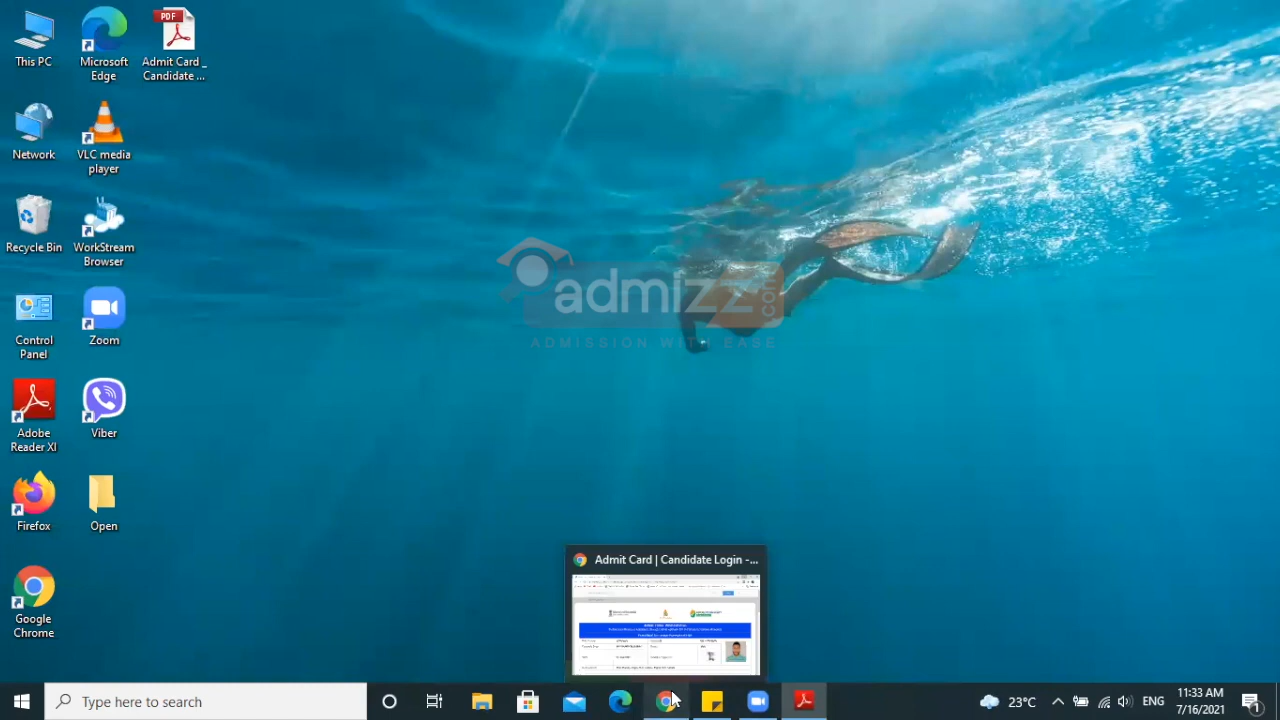 This PC
Microsoft
Edge
PDF
Admit Card _
Candidate ...
Network
VLC media
player
Recycle Bin
WorkStream
Browser
Control
Panel
Zoom
Adobe
Reader XI
Viber
Firefox
Open
admizz
.com
ADMISSION WITH EASE
Admit Card | Candidate Login -...
Type here to search
23°C
ENG
11:33 AM
7/16/2021
1